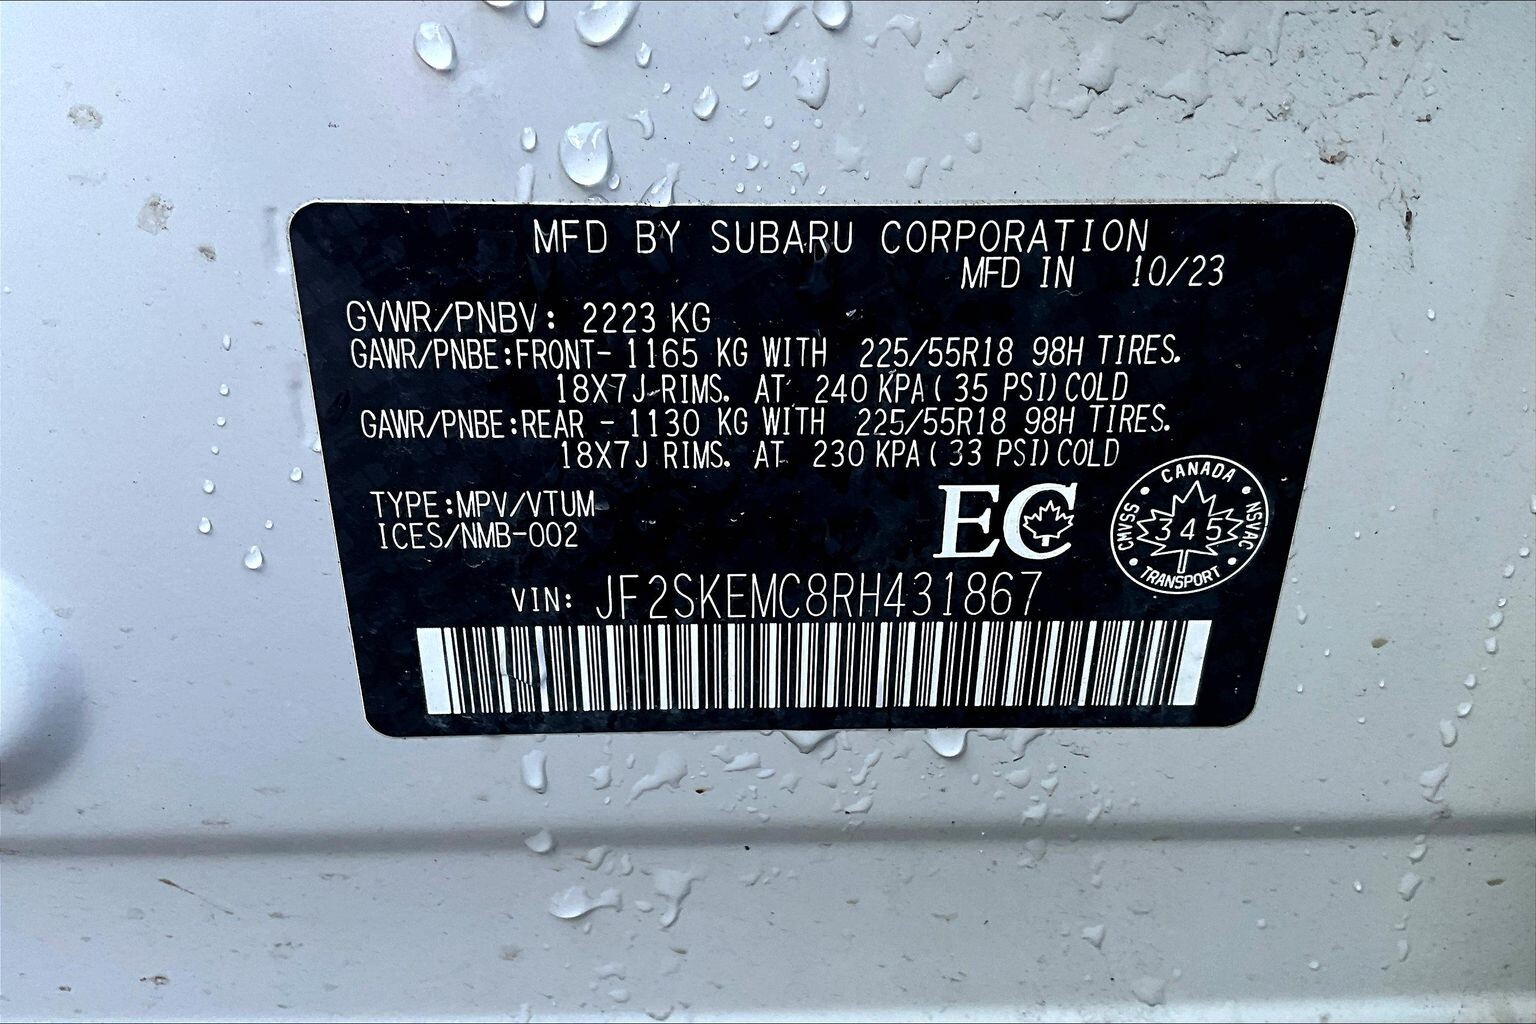 MFD BY SUBARU CORPORATION
MFD IN 10/23
GVWR/PNBV: 2223 KG
GAWR/PNBE:FRONT- 1165 KG WITH 225/55R18 98H TIRES.
18X7J RIMS. AT 240 KPA( 35 PSI)COLD
GAWR/PNBE:REAR - 1130 KG WITH 225/55R18 98H TIRES.
18X7J RIMS. AT 230 KPA( 33 PSI)COLD
TYPE:MPV/VTUM
ICES/NMB-002
EC
CANADA
CMVSS 345 NSVAC
TRANSPORT
VIN: JF2SKEMC8RH431867